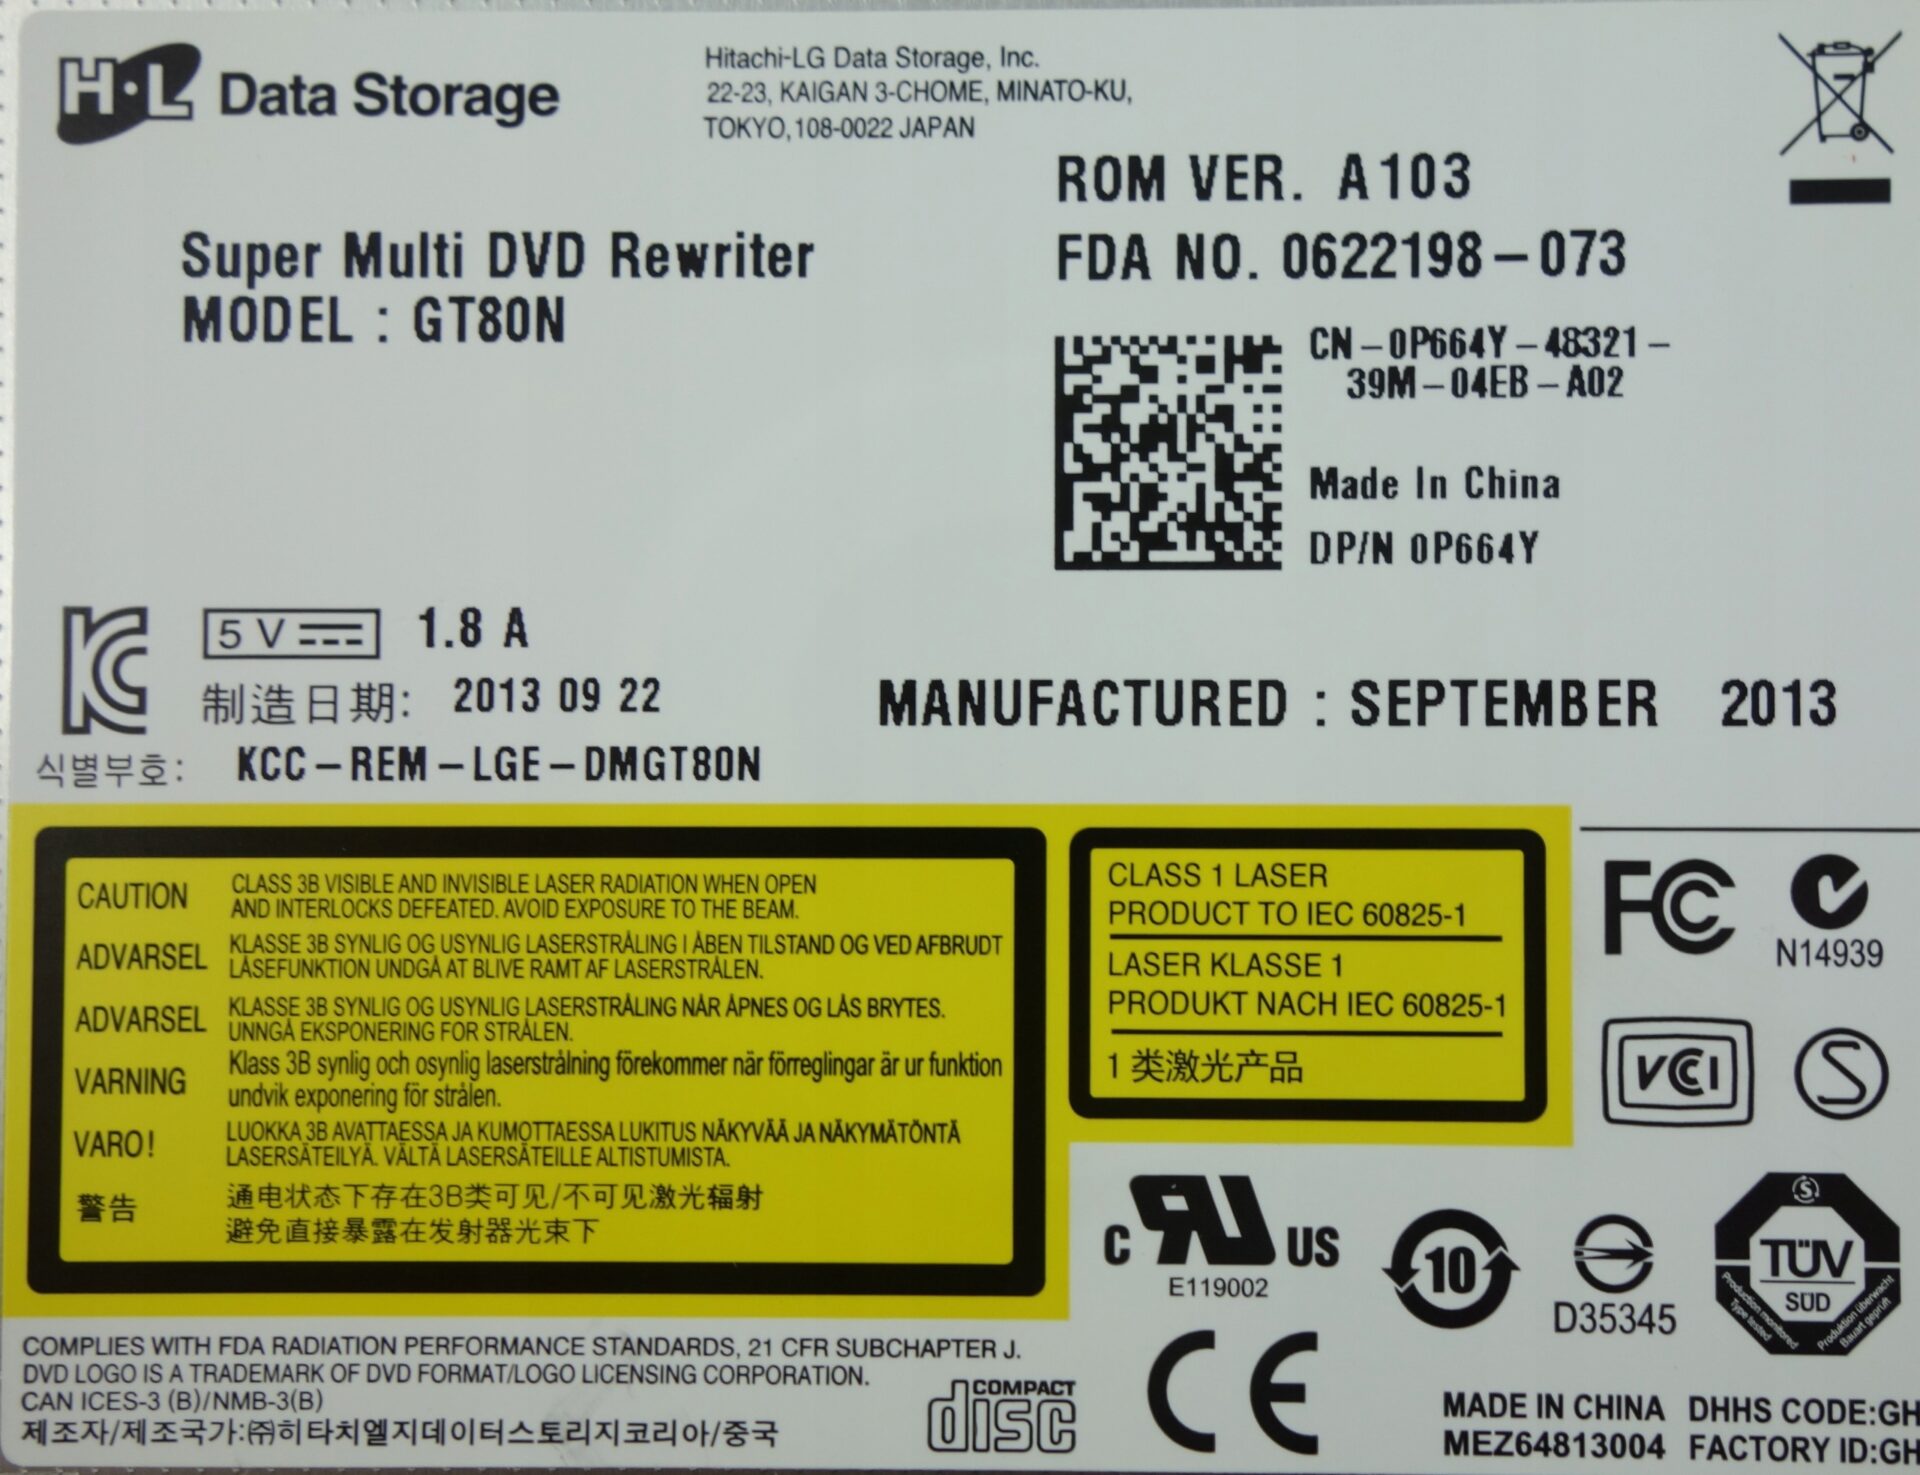 H·L Data Storage
Hitachi-LG Data Storage, Inc.
22-23, KAIGAN 3-CHOME, MINATO-KU,
TOKYO,108-0022 JAPAN
ROM VER. A103
FDA NO. 0622198-073
Super Multi DVD Rewriter
MODEL : GT80N
CN-0P664Y-48321-
39M-04EB-A02
Made In China
DP/N 0P664Y
5 V 1.8 A
制造日期: 2013 09 22
MANUFACTURED : SEPTEMBER 2013
식별부호: KCC-REM-LGE-DMGT80N
CAUTION CLASS 3B VISIBLE AND INVISIBLE LASER RADIATION WHEN OPEN
AND INTERLOCKS DEFEATED. AVOID EXPOSURE TO THE BEAM.
ADVARSEL KLASSE 3B SYNLIG OG USYNLIG LASERSTRÅLING I ÅBEN TILSTAND OG VED AFBRUDT
LÅSEFUNKTION UNDGÅ AT BLIVE RAMT AF LASERSTRÅLEN.
ADVARSEL KLASSE 3B SYNLIG OG USYNLIG LASERSTRÅLING NÅR ÅPNES OG LÅS BRYTES.
UNNGÅ EKSPONERING FOR STRÅLEN.
VARNING Klass 3B synlig och osynlig laserstrålning förekommer när förreglingar är ur funktion
undvik exponering för strålen.
VARO! LUOKKA 3B AVATTAESSA JA KUMOTTAESSA LUKITUS NÄKYVÄÄ JA NÄKYMÄTÖNTÄ
LASERSÄTEILYÄ. VÄLTÄ LASERSÄTEILLE ALTISTUMISTA.
警告 通电状态下存在3B类可见/不可见激光辐射
避免直接暴露在发射器光束下
CLASS 1 LASER
PRODUCT TO IEC 60825-1
LASER KLASSE 1
PRODUKT NACH IEC 60825-1
1 类激光产品
FC
N14939
VCI
S
C RU US
E119002
10
D35345
TÜV
SÜD
Production monitored
Type tested
Produktion überwacht
Bauart geprüft
COMPLIES WITH FDA RADIATION PERFORMANCE STANDARDS, 21 CFR SUBCHAPTER J.
DVD LOGO IS A TRADEMARK OF DVD FORMAT/LOGO LICENSING CORPORATION.
CAN ICES-3 (B)/NMB-3(B)
제조자/제조국가:㈜히타치엘지데이터스토리지코리아/중국
COMPACT
disc
CE
MADE IN CHINA DHHS CODE:GH
MEZ64813004 FACTORY ID:GH